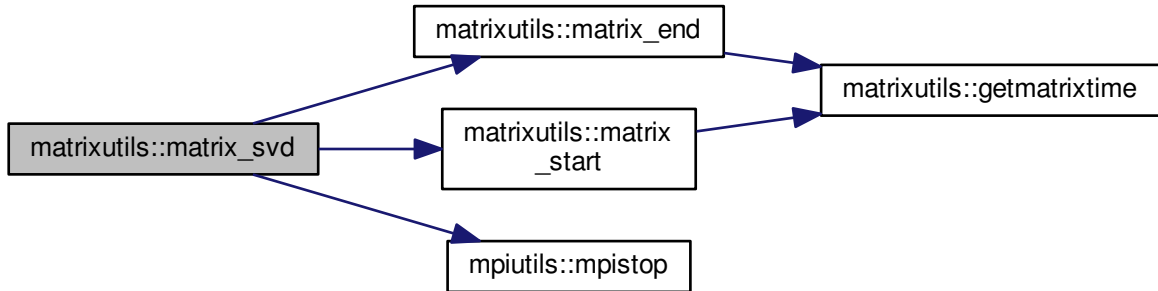 matrixutils::matrix_svd
matrixutils::matrix_end
matrixutils::matrix
_start
mpiutils::mpistop
matrixutils::getmatrixtime